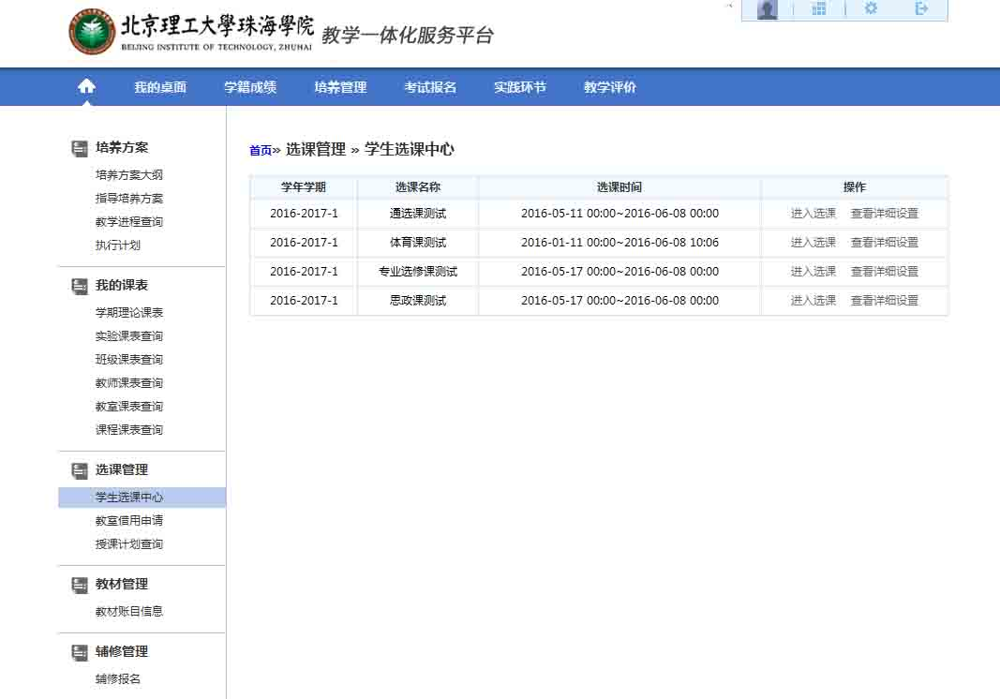 北京理工大學珠海學院
BEIJING INSTITUTE OF TECHNOLOGY, ZHUHAI
教学一体化服务平台
我的桌面 学籍成绩 培养管理 考试报名 实践环节 教学评价
培养方案
培养方案大纲
指导培养方案
教学进程查询
执行计划
我的课表
学期理论课表
实验课表查询
班级课表查询
教师课表查询
教室课表查询
课程课表查询
选课管理
学生选课中心
教室借用申请
授课计划查询
教材管理
教材账目信息
辅修管理
辅修报名
首页» 选课管理 » 学生选课中心
学年学期 选课名称 选课时间 操作
2016-2017-1 通选课测试 2016-05-11 00:00~2016-06-08 00:00 进入选课 查看详细设置
2016-2017-1 体育课测试 2016-01-11 00:00~2016-06-08 10:06 进入选课 查看详细设置
2016-2017-1 专业选修课测试 2016-05-17 00:00~2016-06-08 00:00 进入选课 查看详细设置
2016-2017-1 思政课测试 2016-05-17 00:00~2016-06-08 00:00 进入选课 查看详细设置